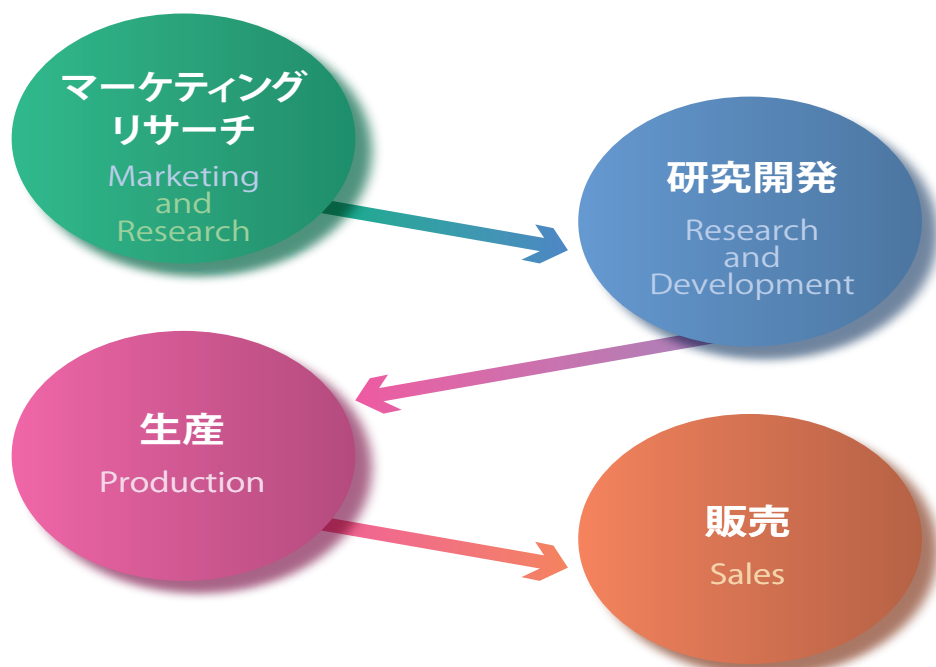 マーケティング
リサーチ
Marketing
and
Research
研究開発
Research
and
Development
生産
Production
販売
Sales